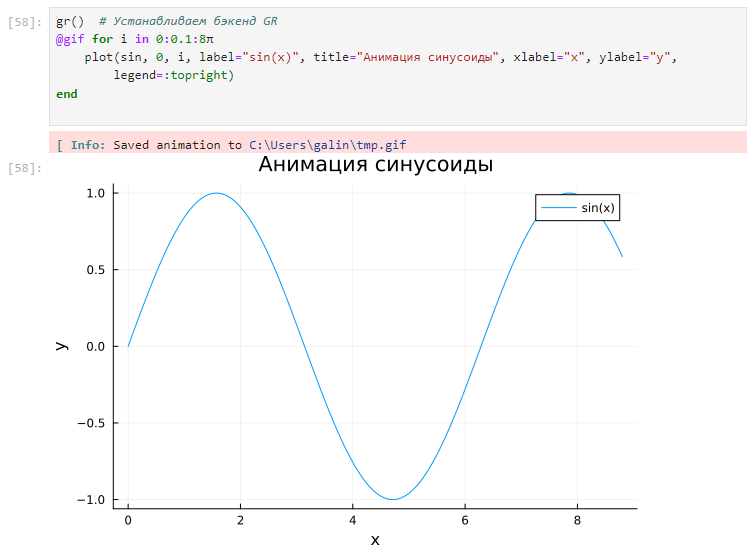 [58]:
gr()  # Устанавливаем бэкенд GR
@gif for i in 0:0.1:8π
    plot(sin, 0, i, label="sin(x)", title="Анимация синусоиды", xlabel="x", ylabel="y",
        legend=:topright)
end
[ Info: Saved animation to C:\Users\galin\tmp.gif
[58]:
Анимация синусоиды
sin(x)
1.0
0.5
0.0
−0.5
−1.0
y
0 2 4 6 8
x